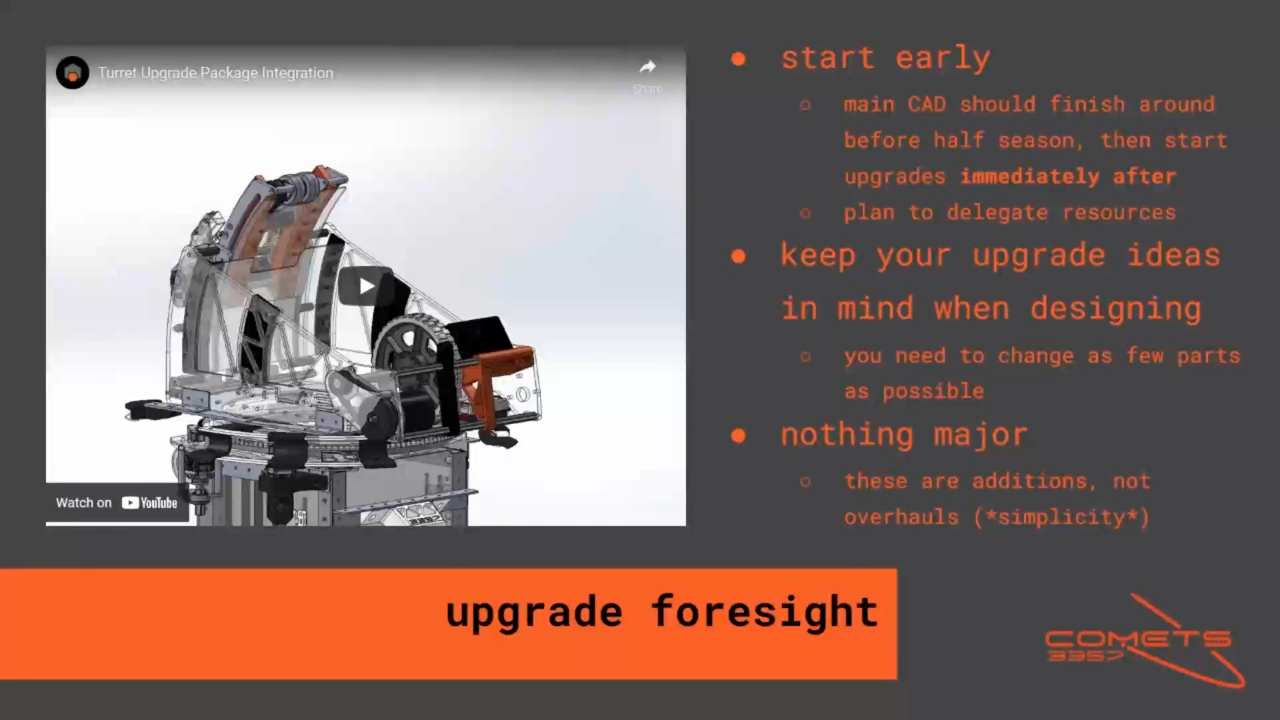 Turret Upgrade Package Integration
Share
Watch on YouTube
● start early
○ main CAD should finish around
before half season, then start
upgrades immediately after
○ plan to delegate resources
● keep your upgrade ideas
in mind when designing
○ you need to change as few parts
as possible
● nothing major
○ these are additions, not
overhauls (*simplicity*)
upgrade foresight
COMETS
3357